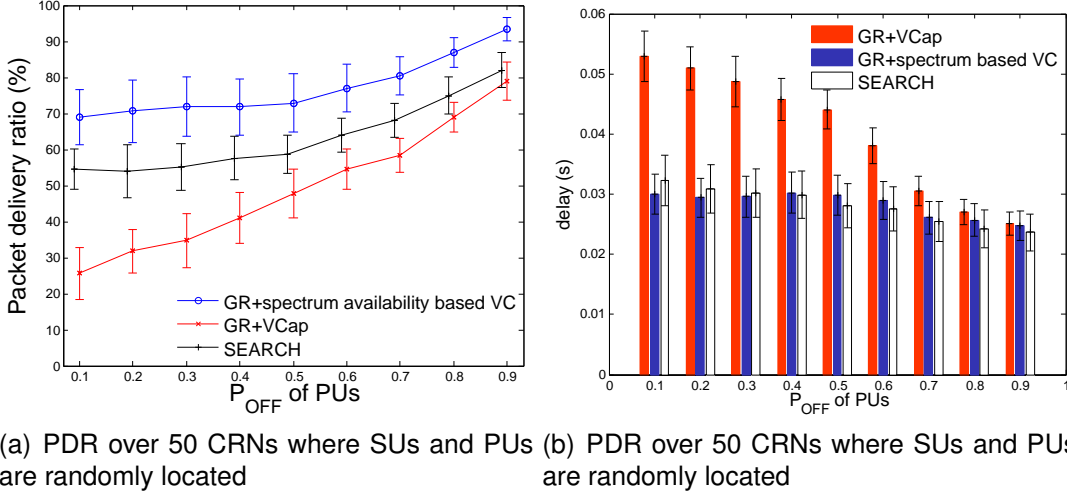 100
90
80
70
60
50
40
30
20
10
0
Packet delivery ratio (%)
GR+spectrum availability based VC
GR+VCap
SEARCH
0.1 0.2 0.3 0.4 0.5 0.6 0.7 0.8 0.9
P_OFF of PUs
(a) PDR over 50 CRNs where SUs and PUs
are randomly located
0.06
0.05
0.04
0.03
0.02
0.01
0
delay (s)
GR+VCap
GR+spectrum based VC
SEARCH
0 0.1 0.2 0.3 0.4 0.5 0.6 0.7 0.8 0.9 1
P_OFF of PUs
(b) PDR over 50 CRNs where SUs and PUs
are randomly located